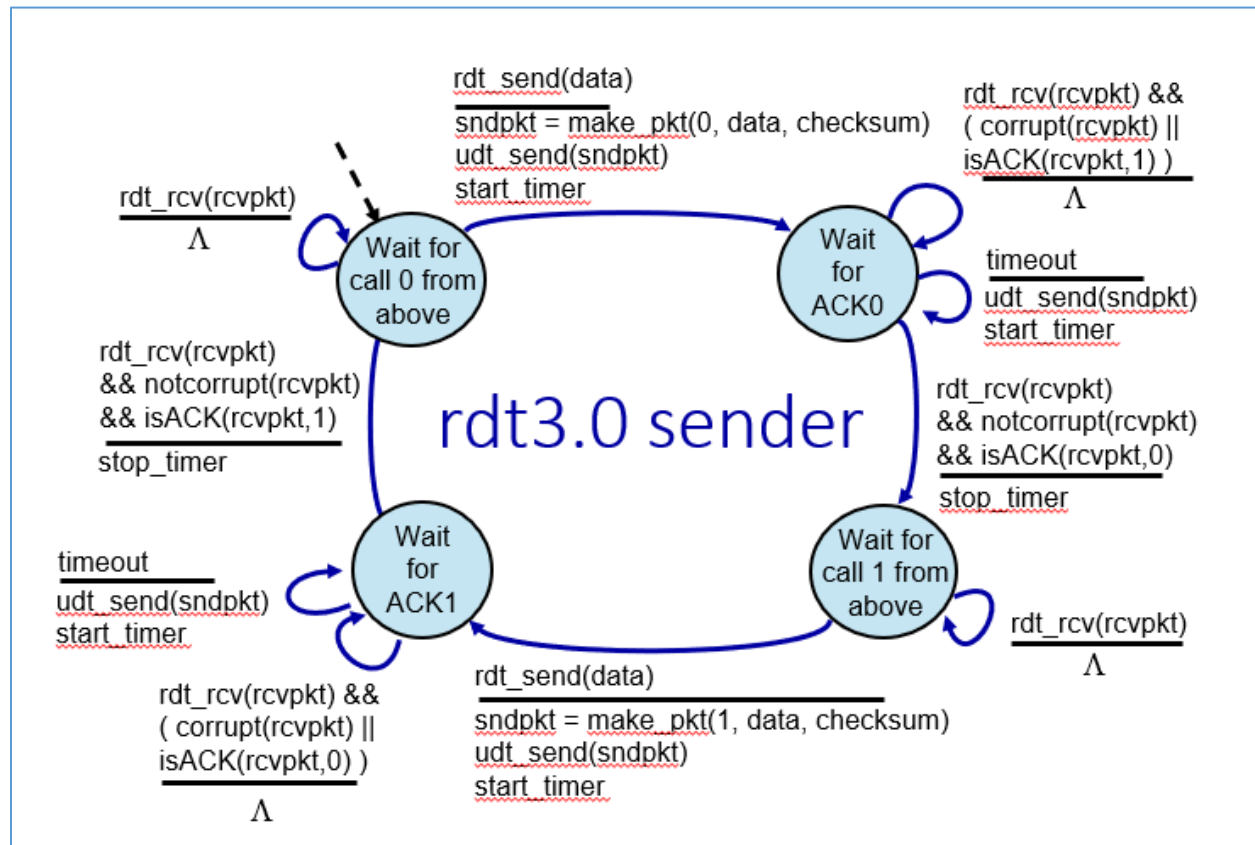 rdt_send(data)
sndpkt = make_pkt(0, data, checksum)
udt_send(sndpkt)
start_timer
rdt_rcv(rcvpkt) &&
( corrupt(rcvpkt) ||
isACK(rcvpkt,1) )
Λ
rdt_rcv(rcvpkt)
Λ
Wait for
call 0 from
above
Wait
for
ACK0
timeout
udt_send(sndpkt)
start_timer
rdt_rcv(rcvpkt)
&& notcorrupt(rcvpkt)
&& isACK(rcvpkt,1)
stop_timer
rdt3.0 sender
rdt_rcv(rcvpkt)
&& notcorrupt(rcvpkt)
&& isACK(rcvpkt,0)
stop_timer
Wait
for
ACK1
Wait for
call 1 from
above
timeout
udt_send(sndpkt)
start_timer
rdt_rcv(rcvpkt)
Λ
rdt_rcv(rcvpkt) &&
( corrupt(rcvpkt) ||
isACK(rcvpkt,0) )
Λ
rdt_send(data)
sndpkt = make_pkt(1, data, checksum)
udt_send(sndpkt)
start_timer